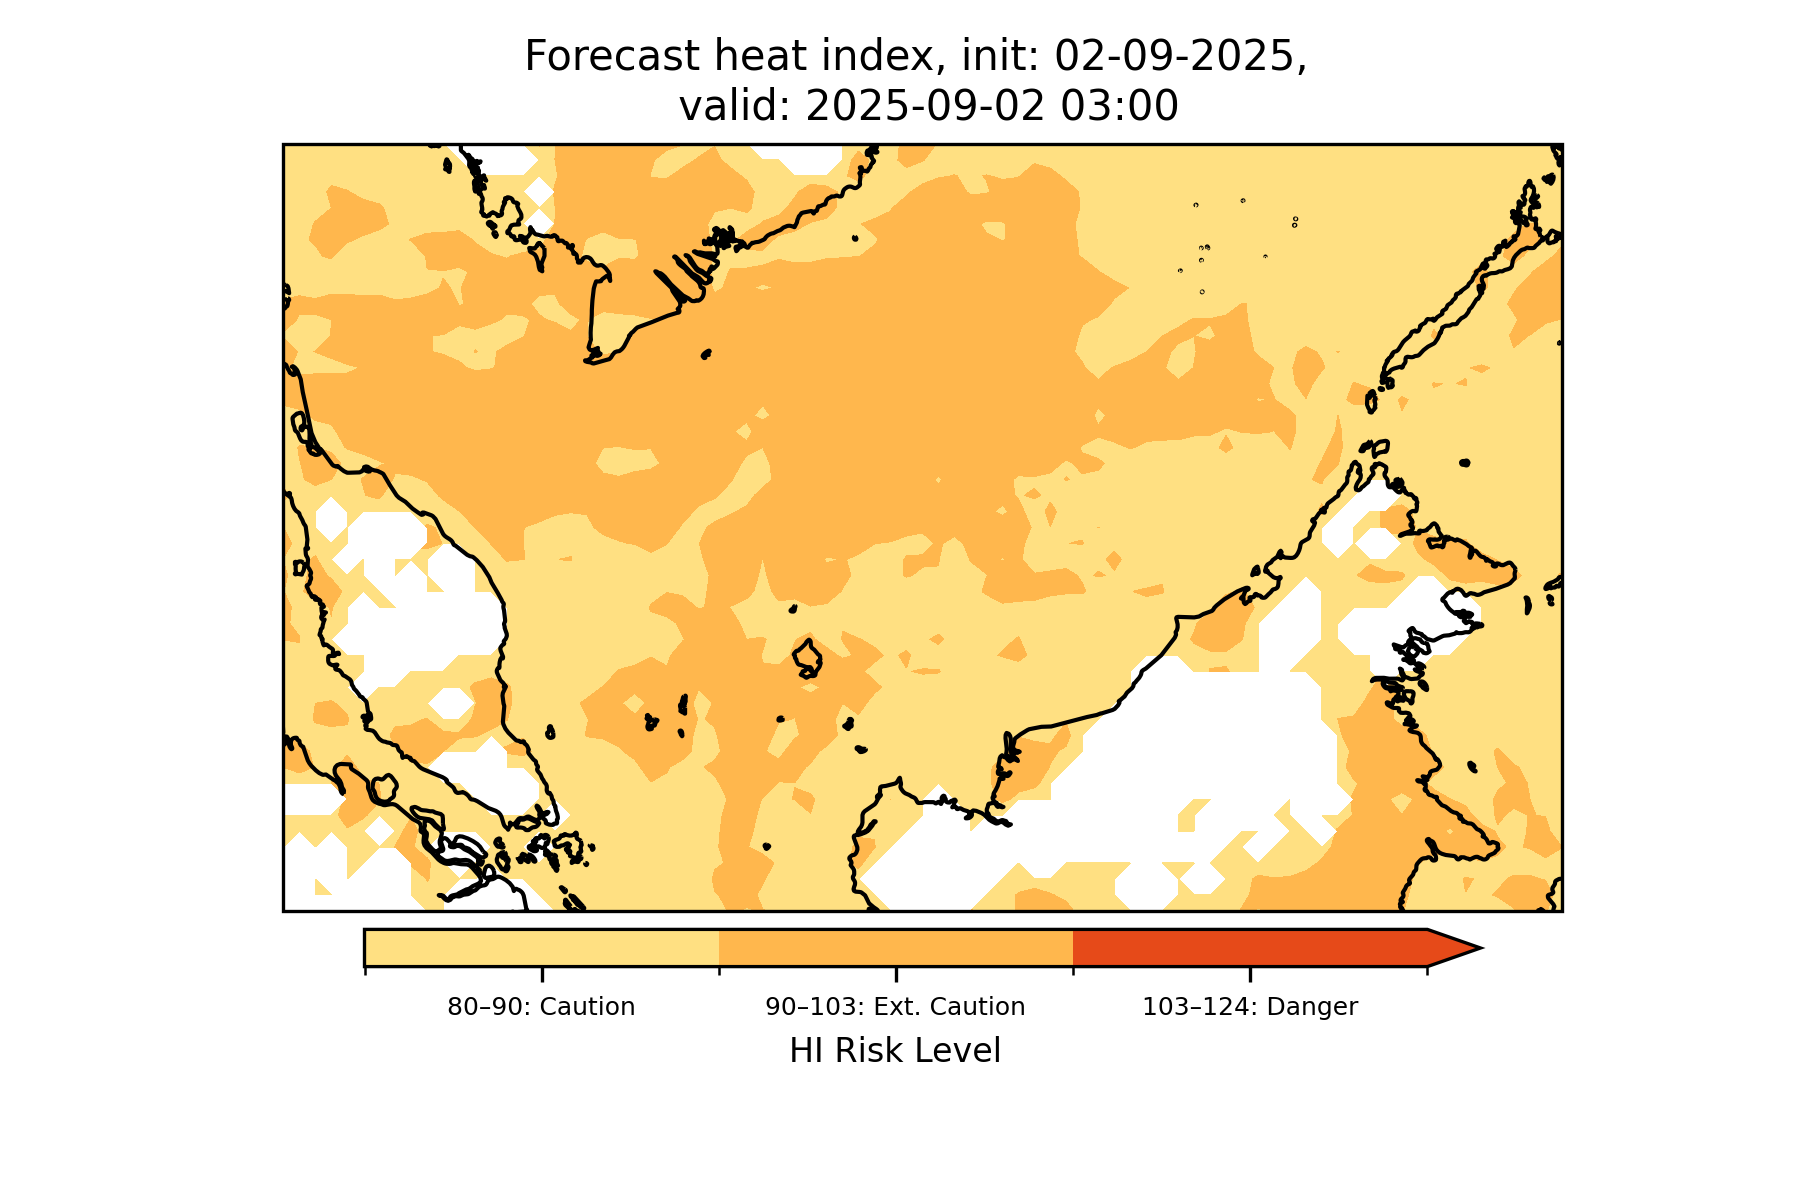 Forecast heat index, init: 02-09-2025,
valid: 2025-09-02 03:00
80–90: Caution
90–103: Ext. Caution
103–124: Danger
HI Risk Level